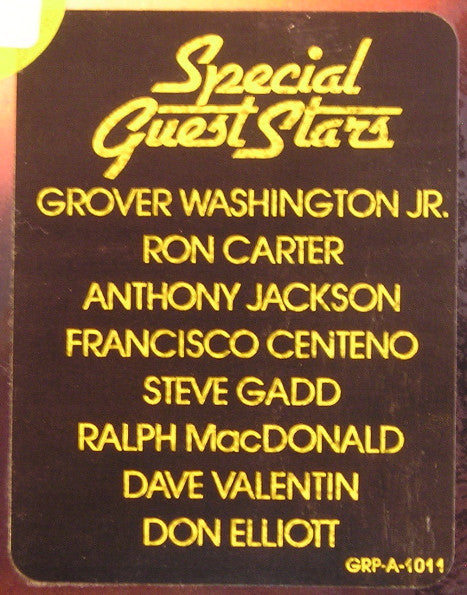 Special
Guest Stars
GROVER WASHINGTON JR.
RON CARTER
ANTHONY JACKSON
FRANCISCO CENTENO
STEVE GADD
RALPH MacDONALD
DAVE VALENTIN
DON ELLIOTT
GRP-A-1011